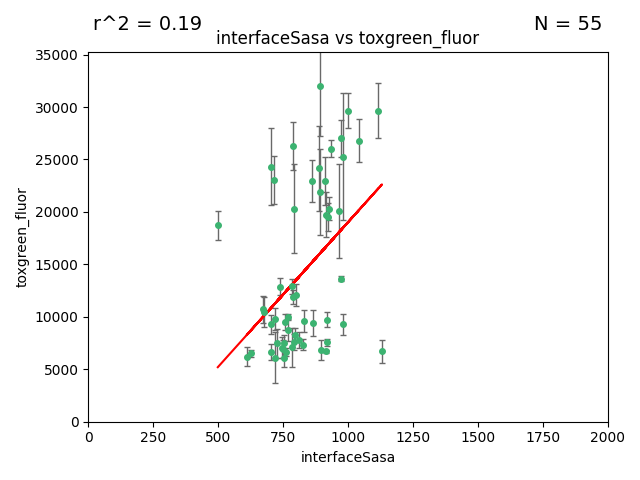 r^2 = 0.19
N = 55
interfaceSasa vs toxgreen_fluor
35000
30000
25000
20000
15000
10000
5000
0
toxgreen_fluor
0 250 500 750 1000 1250 1500 1750 2000
interfaceSasa